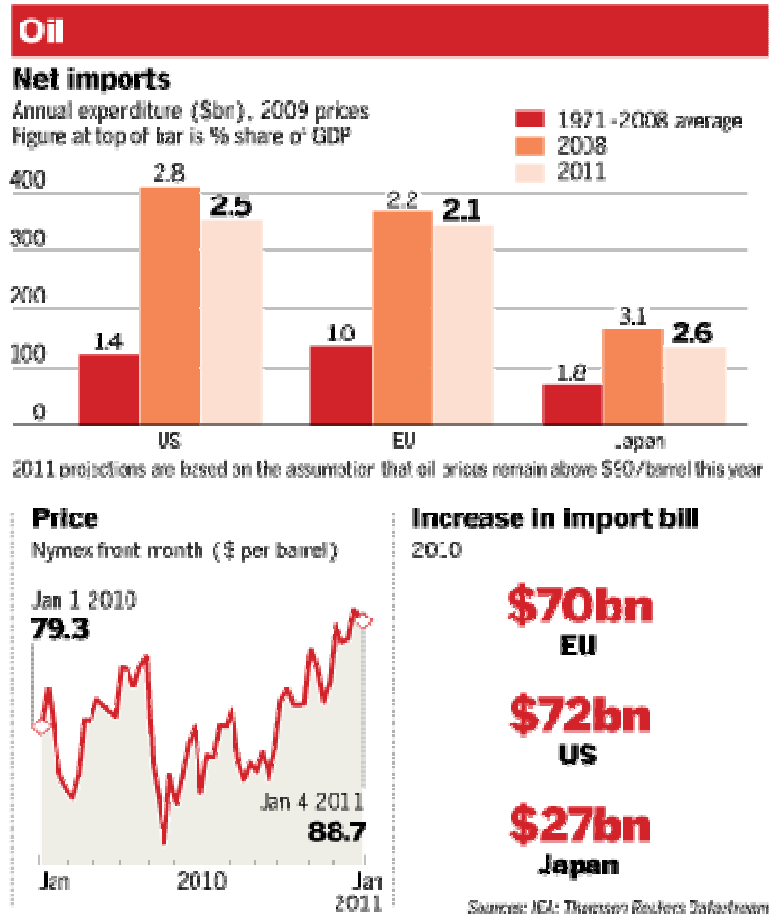 Oil
Net imports
Annual expenditure ($bn), 2009 prices
Figure at top of bar is % share of GDP
1971-2008 average
2008
2011
400
300
200
100
0
2.8
2.5
1.4
2.2
2.1
1.0
3.1
2.6
1.8
US
EU
Japan
2011 projections are based on the assumption that oil prices remain above $90/barrel this year
Price
Nymex front month ($ per barrel)
Jan 1 2010
79.3
Jan 4 2011
88.7
Jan
2010
Jan
2011
Increase in import bill
2010
$70bn
EU
$72bn
US
$27bn
Japan
Sources: IEA; Thomson Reuters Datastream